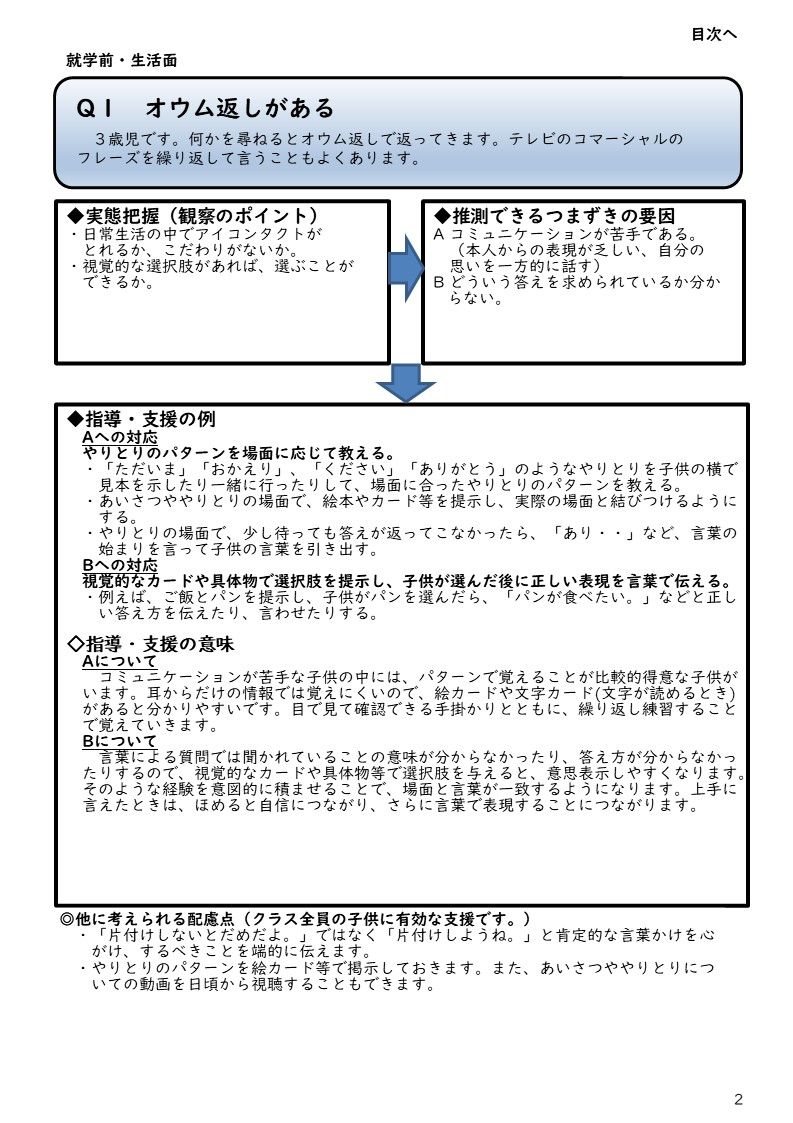 目次へ
就学前・生活面
Q１　オウム返しがある
３歳児です。何かを尋ねるとオウム返しで返ってきます。テレビのコマーシャルの
フレーズを繰り返して言うこともよくあります。
◆実態把握（観察のポイント）
・日常生活の中でアイコンタクトが
とれるか、こだわりがないか。
・視覚的な選択肢があれば、選ぶことが
できるか。
◆推測できるつまずきの要因
A コミュニケーションが苦手である。
（本人からの表現が乏しい、自分の
思いを一方的に話す）
B どういう答えを求められているか分か
らない。
◆指導・支援の例
Aへの対応
やりとりのパターンを場面に応じて教える。
・「ただいま」「おかえり」、「ください」「ありがとう」のようなやりとりを子供の横で
見本を示したり一緒に行ったりして、場面に合ったやりとりのパターンを教える。
・あいさつややりとりの場面で、絵本やカード等を提示し、実際の場面と結びつけるように
する。
・やりとりの場面で、少し待っても答えが返ってこなかったら、「あり・・」など、言葉の
始まりを言って子供の言葉を引き出す。
Bへの対応
視覚的なカードや具体物で選択肢を提示し、子供が選んだ後に正しい表現を言葉で伝える。
・例えば、ご飯とパンを提示し、子供がパンを選んだら、「パンが食べたい。」などと正し
い答え方を伝えたり、言わせたりする。
◇指導・支援の意味
Aについて
コミュニケーションが苦手な子供の中には、パターンで覚えることが比較的得意な子供が
います。耳からだけの情報では覚えにくいので、絵カードや文字カード(文字が読めるとき)
があると分かりやすいです。目で見て確認できる手掛かりとともに、繰り返し練習すること
で覚えていきます。
Bについて
言葉による質問では聞かれていることの意味が分からなかったり、答え方が分からなかっ
たりするので、視覚的なカードや具体物等で選択肢を与えると、意思表示しやすくなります。
そのような経験を意図的に積ませることで、場面と言葉が一致するようになります。上手に
言えたときは、ほめると自信につながり、さらに言葉で表現することにつながります。
◎他に考えられる配慮点（クラス全員の子供に有効な支援です。）
・「片付けしないとだめだよ。」ではなく「片付けしようね。」と肯定的な言葉かけを心
がけ、するべきことを端的に伝えます。
・やりとりのパターンを絵カード等で掲示しておきます。また、あいさつややりとりにつ
いての動画を日頃から視聴することもできます。
2